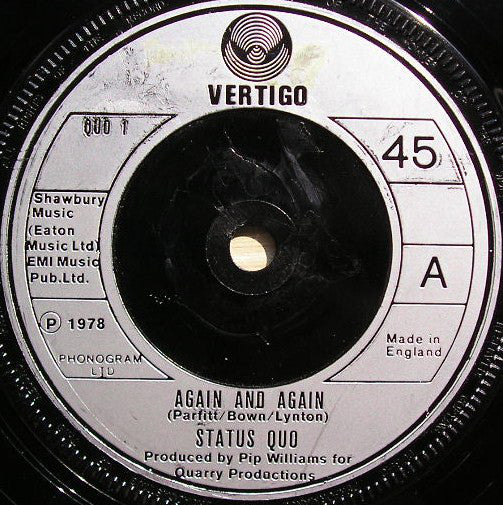 VERTIGO
QUO 1
45
Shawbury
Music
(Eaton
Music Ltd)
EMI Music
Pub.Ltd.
A
Ⓟ 1978
Made in
England
PHONOGRAM
LTD
AGAIN AND AGAIN
(Parfitt/Bown/Lynton)
STATUS QUO
Produced by Pip Williams for
Quarry Productions